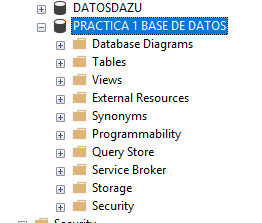 DATOSDAZU
PRACTICA 1 BASE DE DATOS
Database Diagrams
Tables
Views
External Resources
Synonyms
Programmability
Query Store
Service Broker
Storage
Security
Security